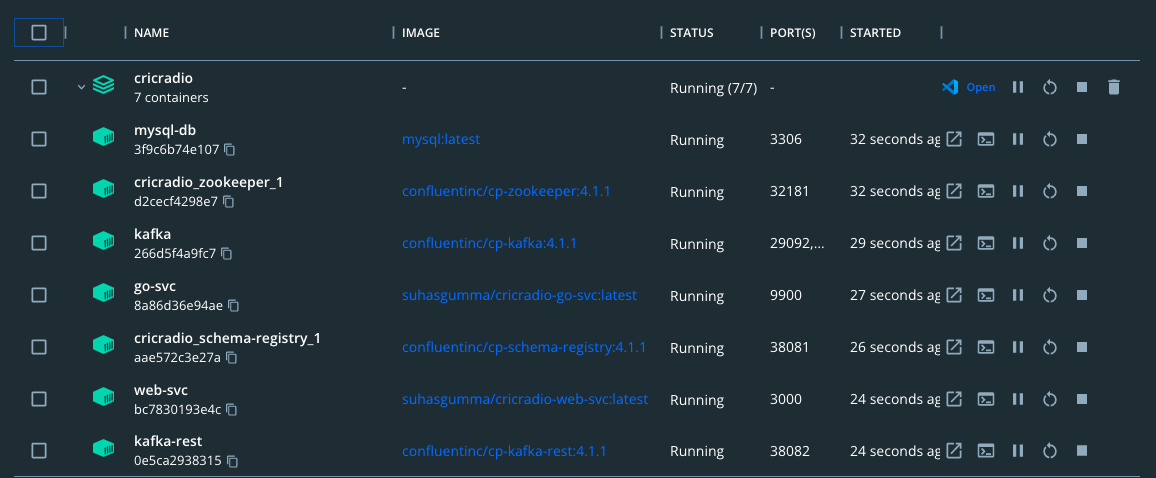 NAME IMAGE STATUS PORT(S) STARTED
cricradio
7 containers
- Running (7/7) - Open
mysql-db
3f9c6b74e107
mysql:latest Running 3306 32 seconds ag
cricradio_zookeeper_1
d2cecf4298e7
confluentinc/cp-zookeeper:4.1.1 Running 32181 32 seconds ag
kafka
266d5f4a9fc7
confluentinc/cp-kafka:4.1.1 Running 29092,... 29 seconds ag
go-svc
8a86d36e94ae
suhasgumma/cricradio-go-svc:latest Running 9900 27 seconds ag
cricradio_schema-registry_1
aae572c3e27a
confluentinc/cp-schema-registry:4.1.1 Running 38081 26 seconds ag
web-svc
bc7830193e4c
suhasgumma/cricradio-web-svc:latest Running 3000 24 seconds ag
kafka-rest
0e5ca2938315
confluentinc/cp-kafka-rest:4.1.1 Running 38082 24 seconds ag